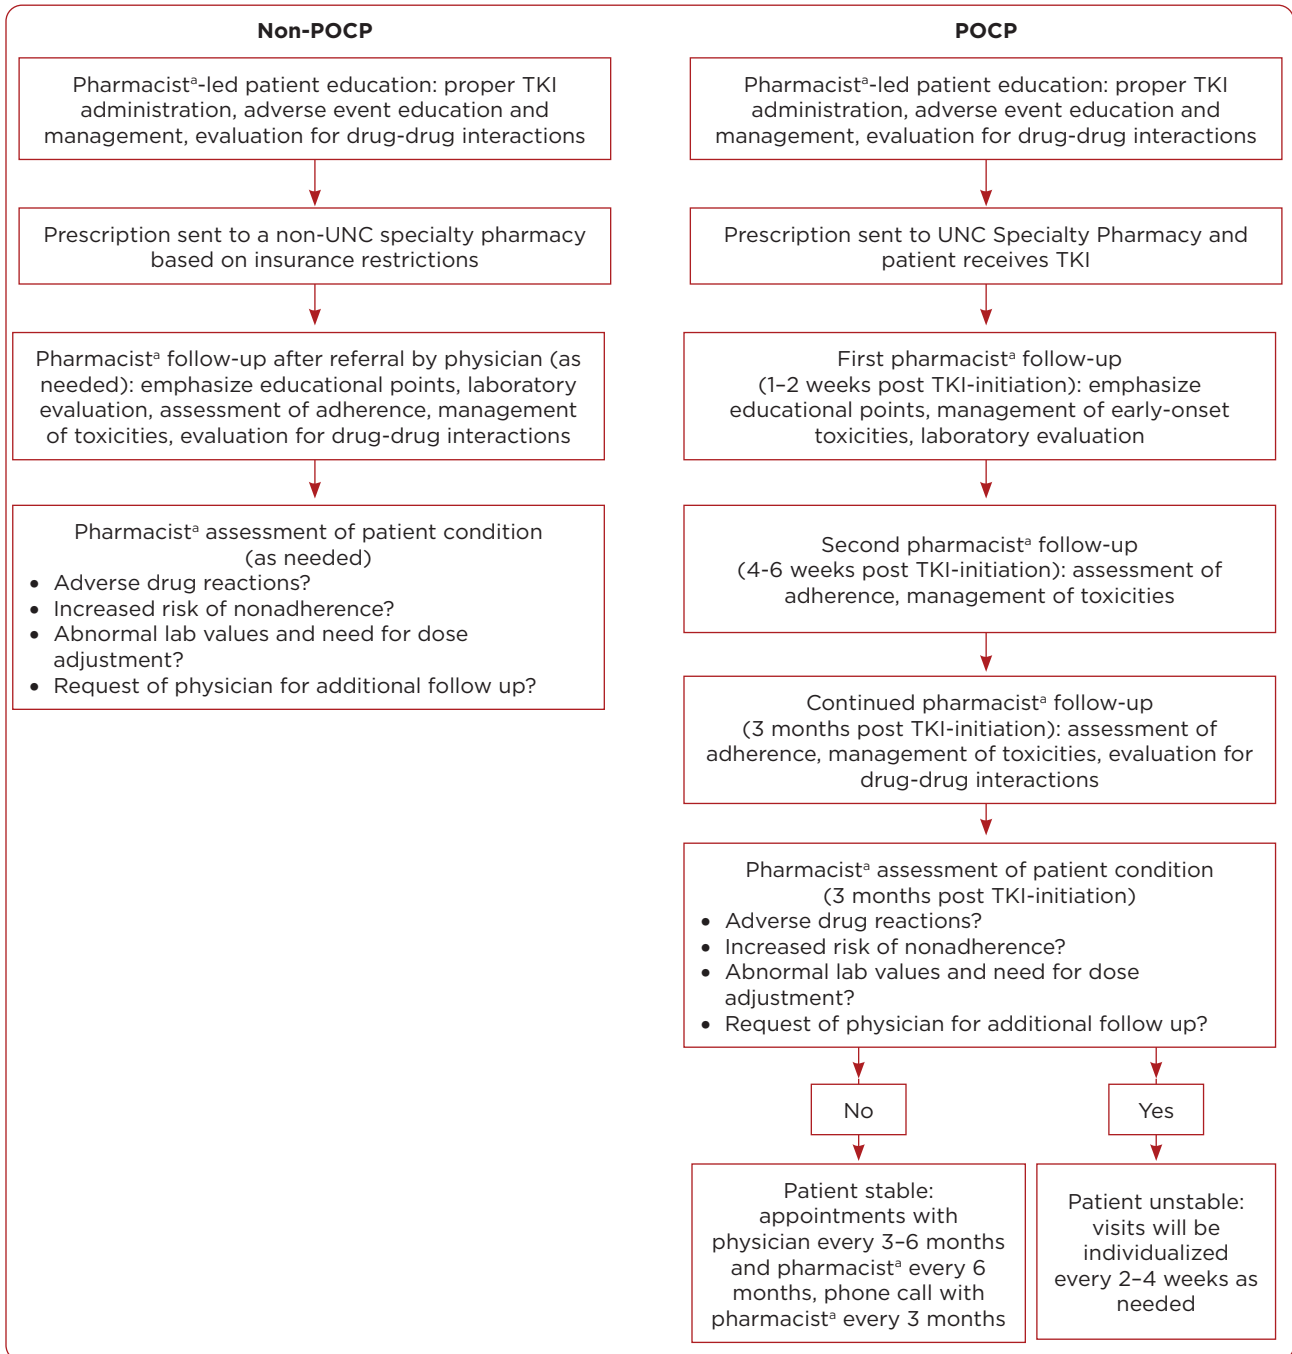 Non-POCP
Pharmacistᵃ-led patient education: proper TKI
administration, adverse event education and
management, evaluation for drug-drug interactions
Prescription sent to a non-UNC specialty pharmacy
based on insurance restrictions
Pharmacistᵃ follow-up after referral by physician (as
needed): emphasize educational points, laboratory
evaluation, assessment of adherence, management
of toxicities, evaluation for drug-drug interactions
Pharmacistᵃ assessment of patient condition
(as needed)
• Adverse drug reactions?
• Increased risk of nonadherence?
• Abnormal lab values and need for dose
adjustment?
• Request of physician for additional follow up?
POCP
Pharmacistᵃ-led patient education: proper TKI
administration, adverse event education and
management, evaluation for drug-drug interactions
Prescription sent to UNC Specialty Pharmacy and
patient receives TKI
First pharmacistᵃ follow-up
(1–2 weeks post TKI-initiation): emphasize
educational points, management of early-onset
toxicities, laboratory evaluation
Second pharmacistᵃ follow-up
(4-6 weeks post TKI-initiation): assessment of
adherence, management of toxicities
Continued pharmacistᵃ follow-up
(3 months post TKI-initiation): assessment of
adherence, management of toxicities, evaluation for
drug-drug interactions
Pharmacistᵃ assessment of patient condition
(3 months post TKI-initiation)
• Adverse drug reactions?
• Increased risk of nonadherence?
• Abnormal lab values and need for dose
adjustment?
• Request of physician for additional follow up?
No
Patient stable:
appointments with
physician every 3–6 months
and pharmacistᵃ every 6
months, phone call with
pharmacistᵃ every 3 months
Yes
Patient unstable:
visits will be
individualized
every 2–4 weeks as
needed